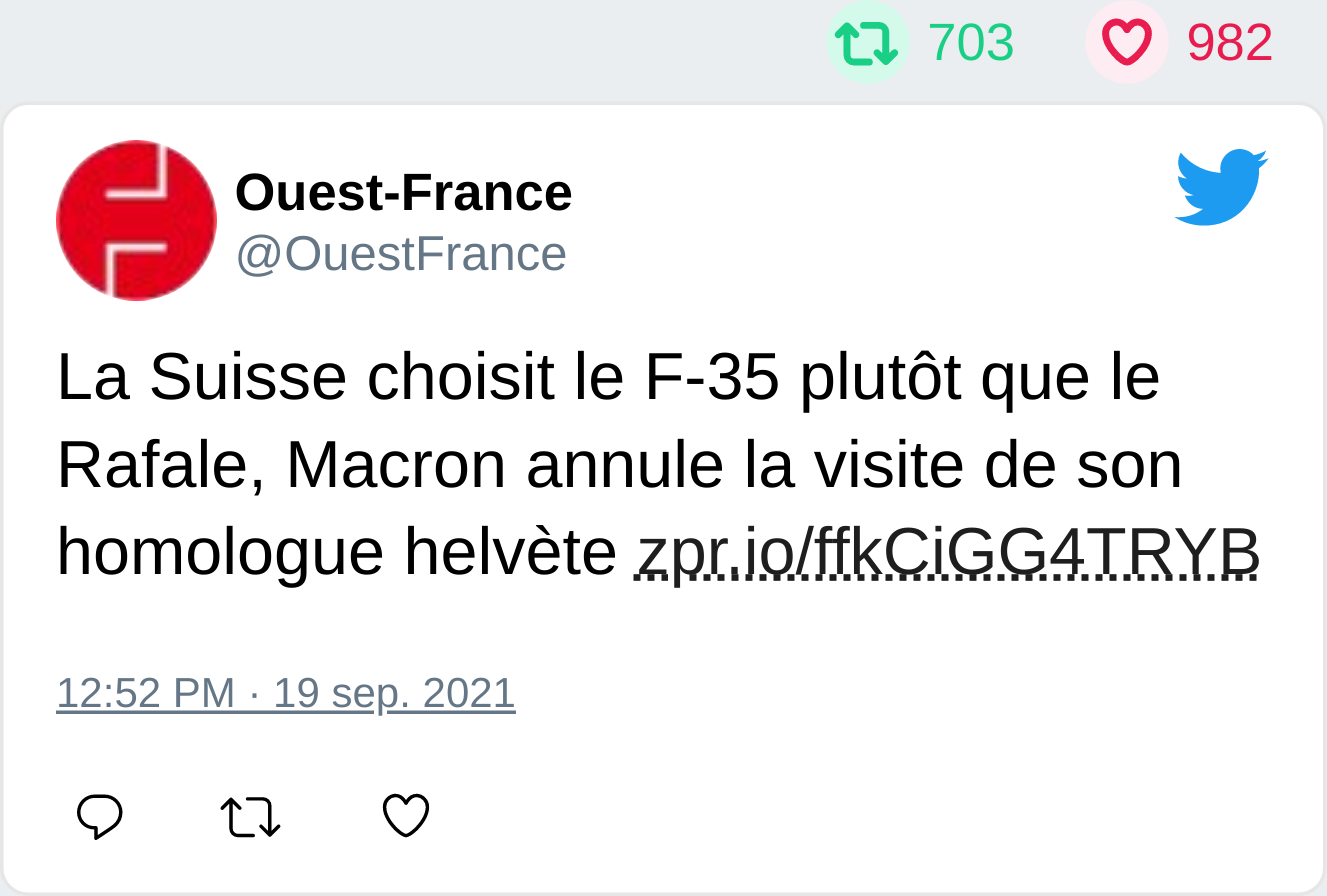 703 982
Ouest-France
@OuestFrance
La Suisse choisit le F-35 plutôt que le
Rafale, Macron annule la visite de son
homologue helvète zpr.io/ffkCiGG4TRYB
12:52 PM · 19 sep. 2021